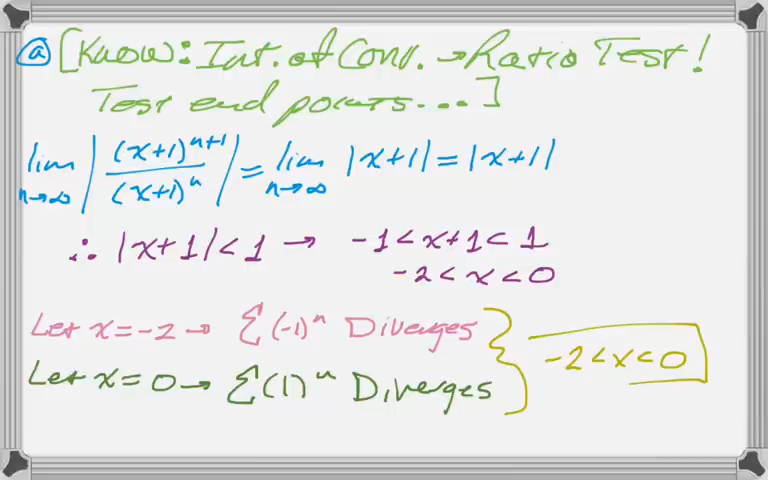 ⓐ [Know: Int. of Conv. → Ratio Test!
Test end points...]
lim n→∞ |(x+1)^(n+1) / (x+1)^n| = lim n→∞ |x+1| = |x+1|
∴ |x+1| < 1 → -1 < x+1 < 1
-2 < x < 0
Let x = -2 → Σ(-1)^n Diverges
Let x = 0 → Σ(1)^n Diverges
-2 < x < 0